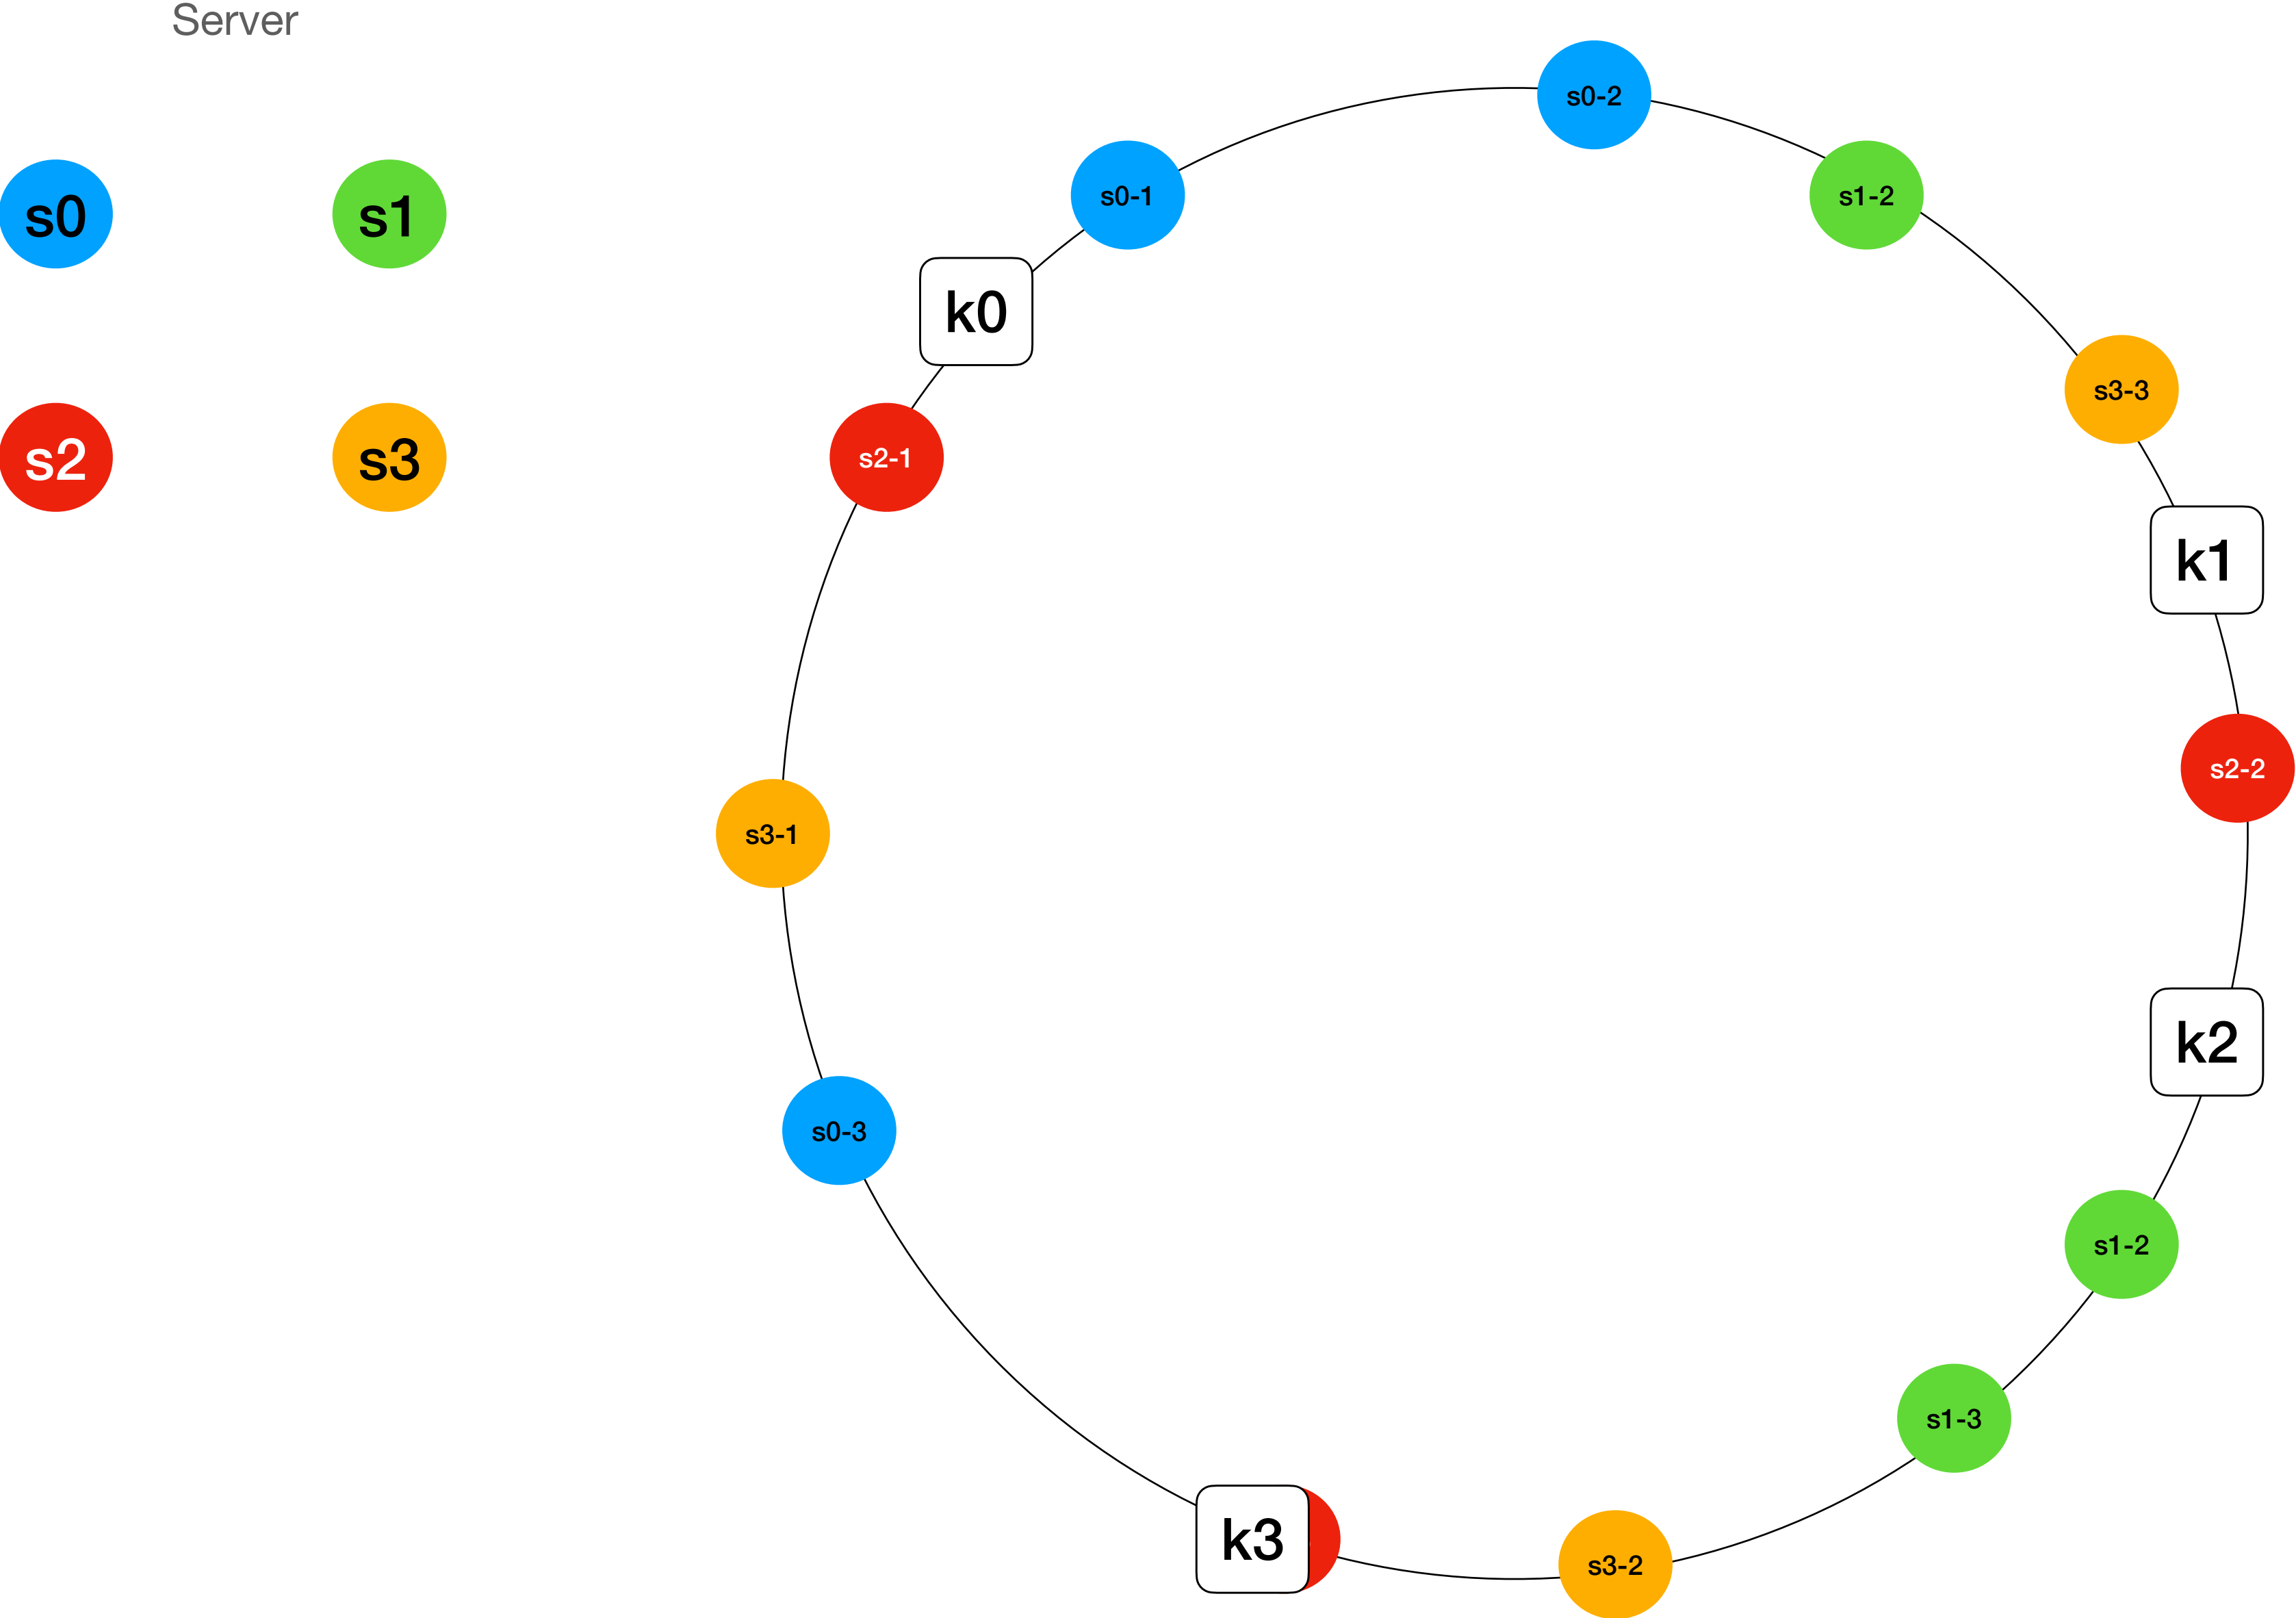 Server
s0-2
s0-1
s1-2
s0
s1
k0
s3-3
s2
s3
s2-1
k1
s2-2
s3-1
k2
s0-3
s1-2
s1-3
k3
s3-2